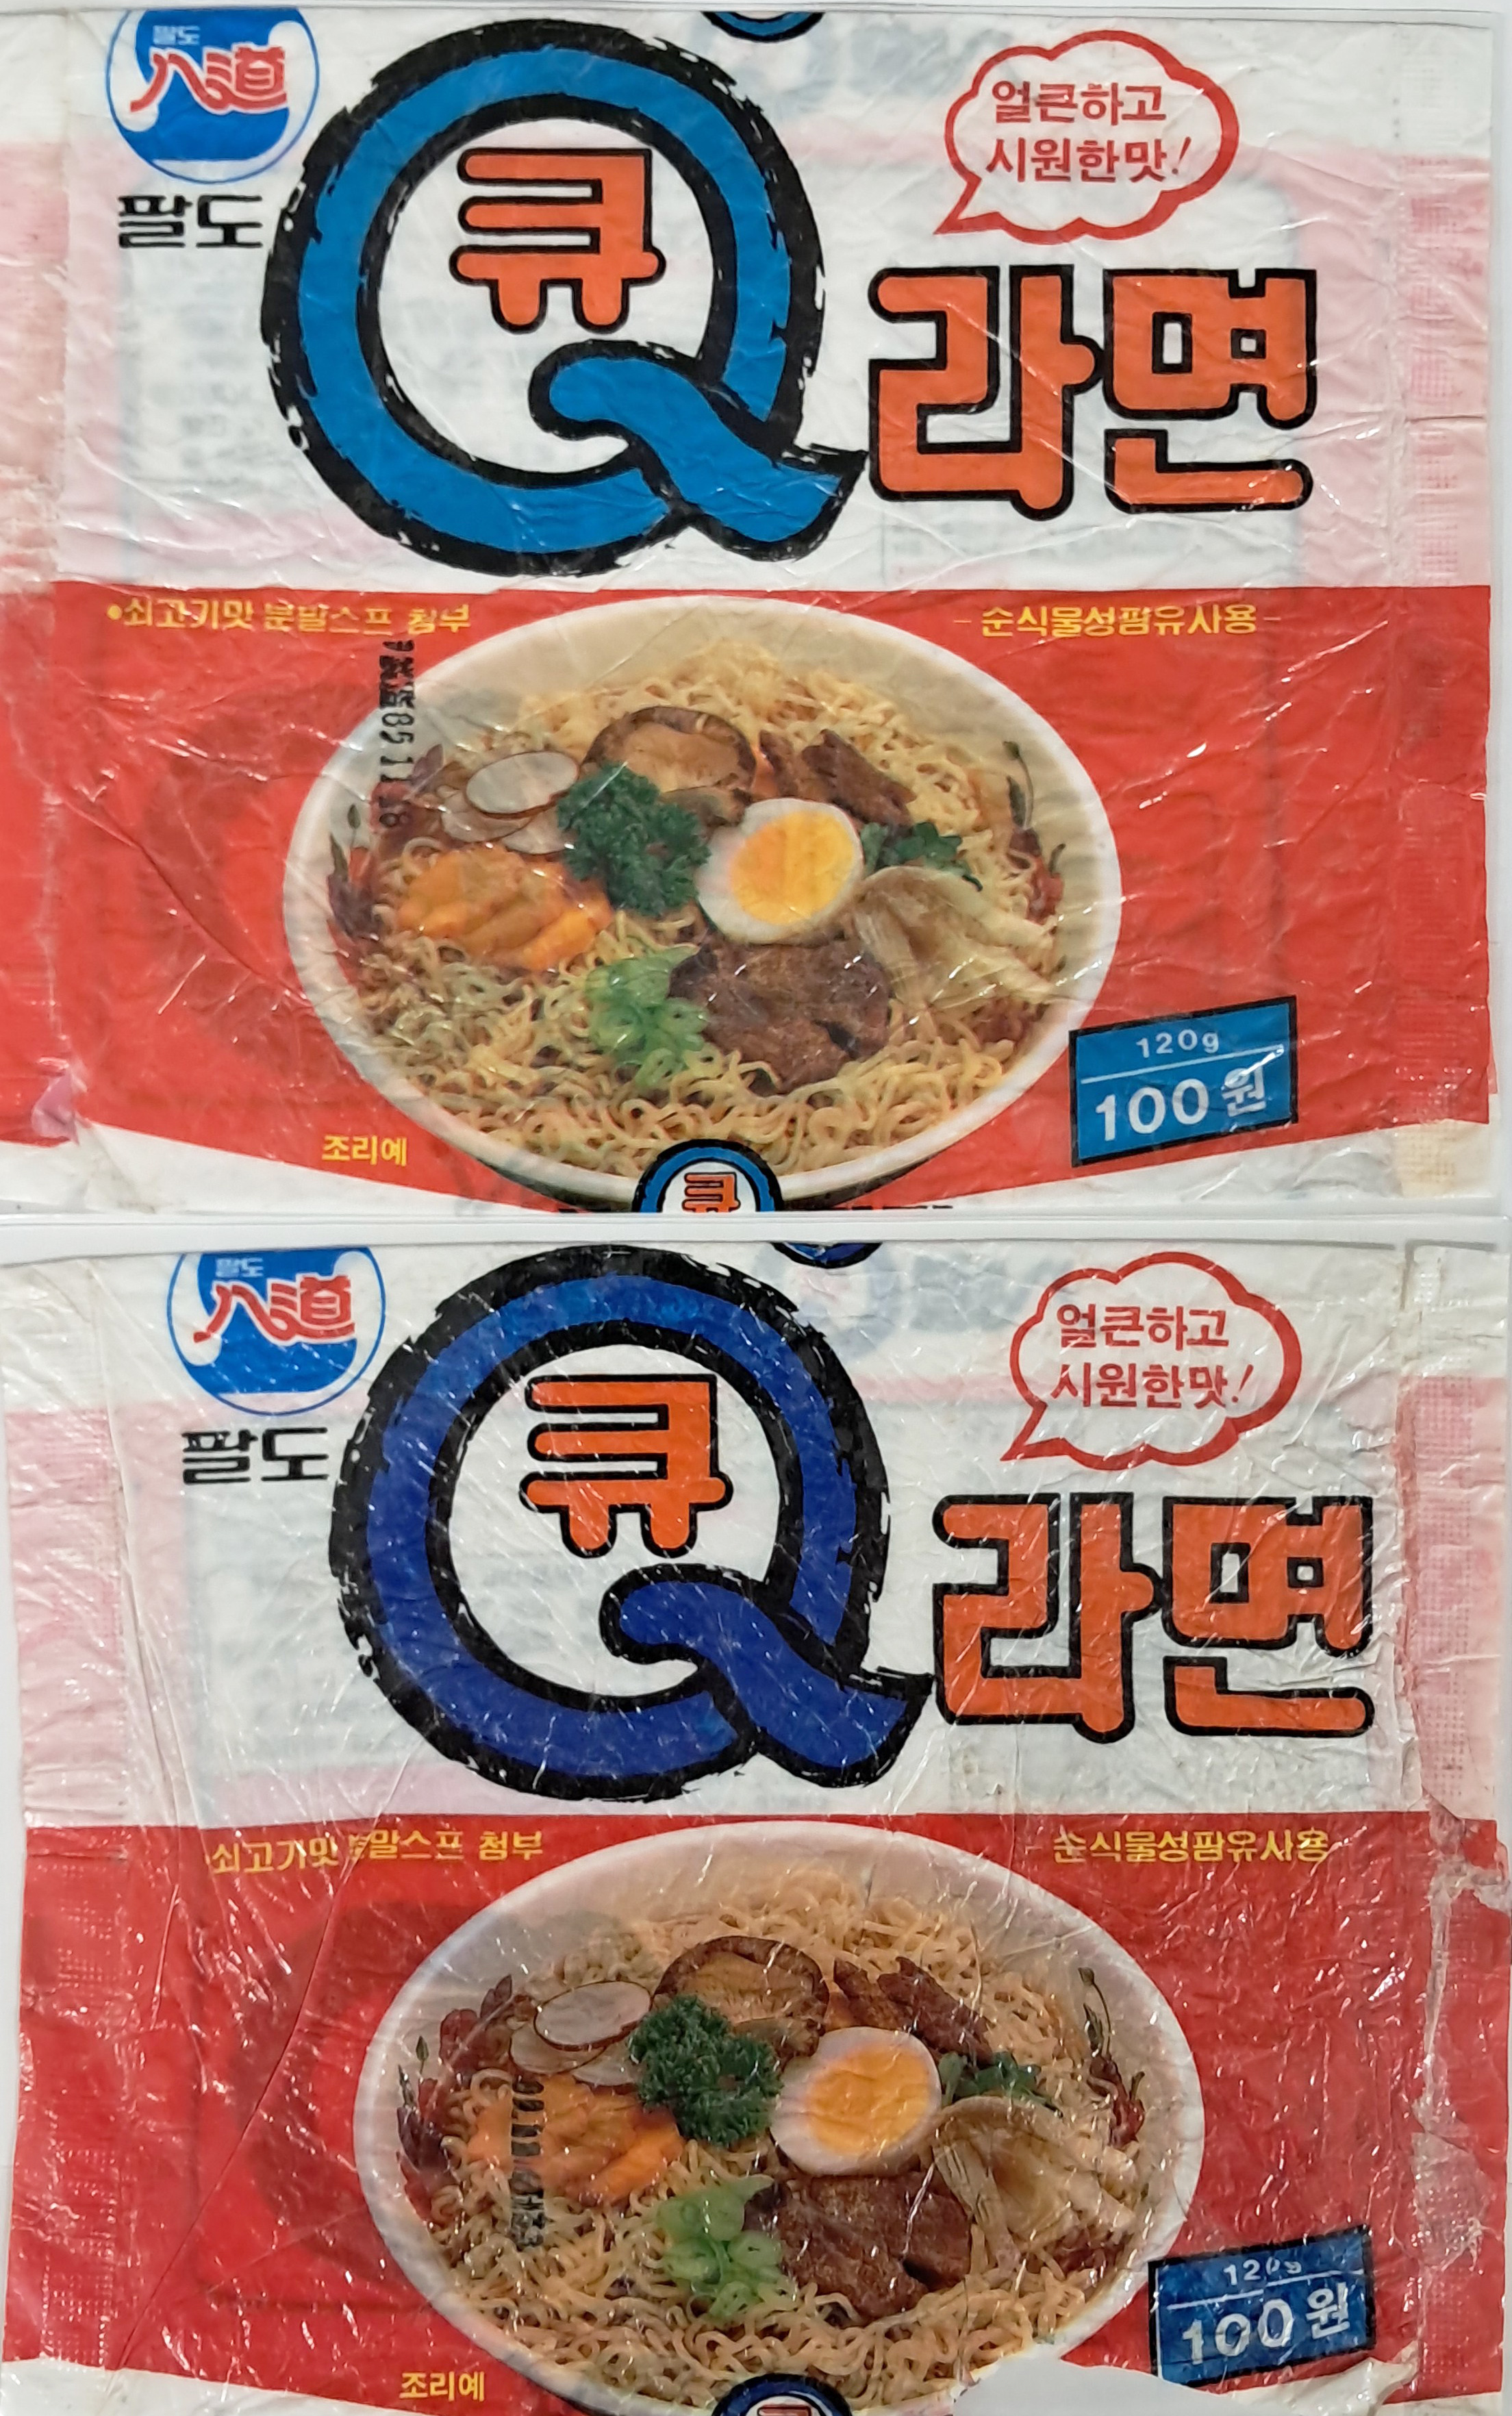 팔도
八道
팔도
Q
큐
라면
얼큰하고
시원한맛!
•쇠고기맛 분말스프 첨부
- 순식물성팜유사용 -
120g
100원
조리예
큐
팔도
八道
팔도
Q
큐
라면
얼큰하고
시원한맛!
쇠고기맛 분말스프 첨부
순식물성팜유사용
100원
조리예